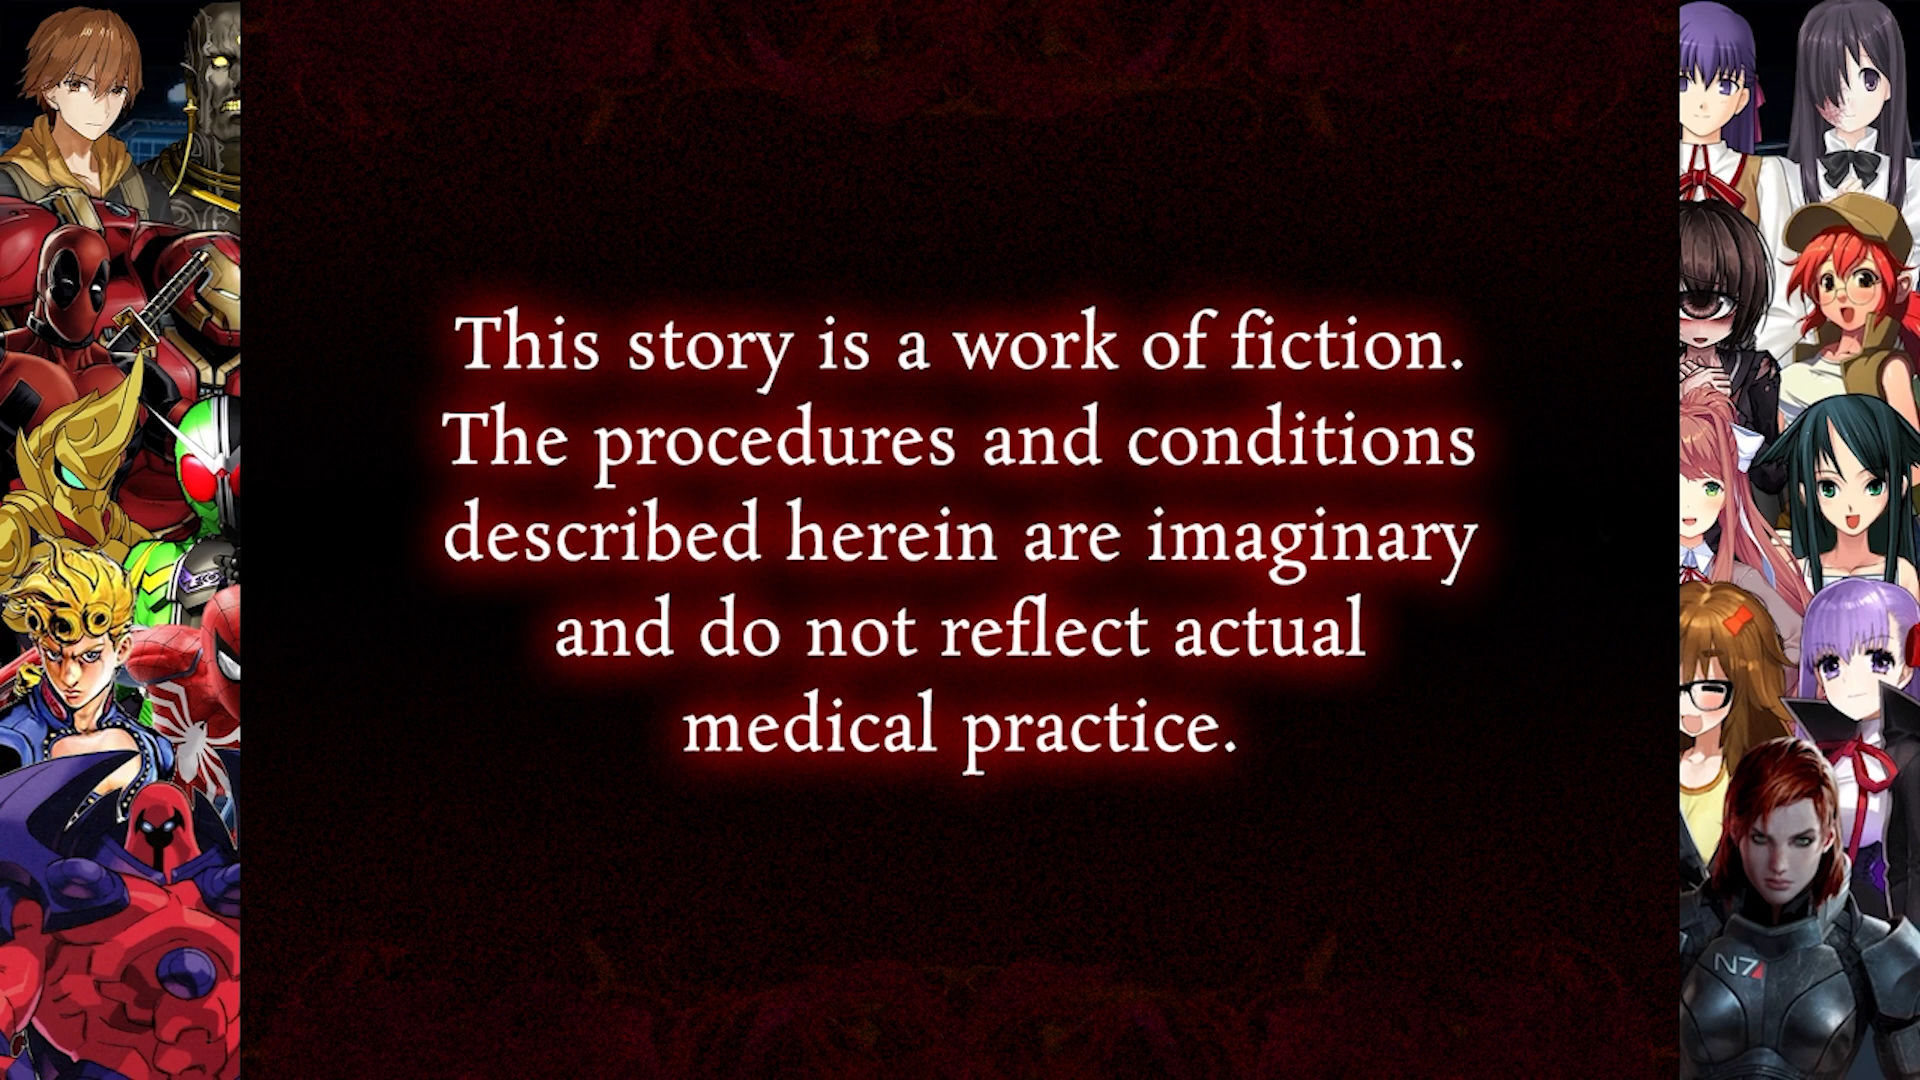 This story is a work of fiction.
The procedures and conditions
described herein are imaginary
and do not reflect actual
medical practice.
N7